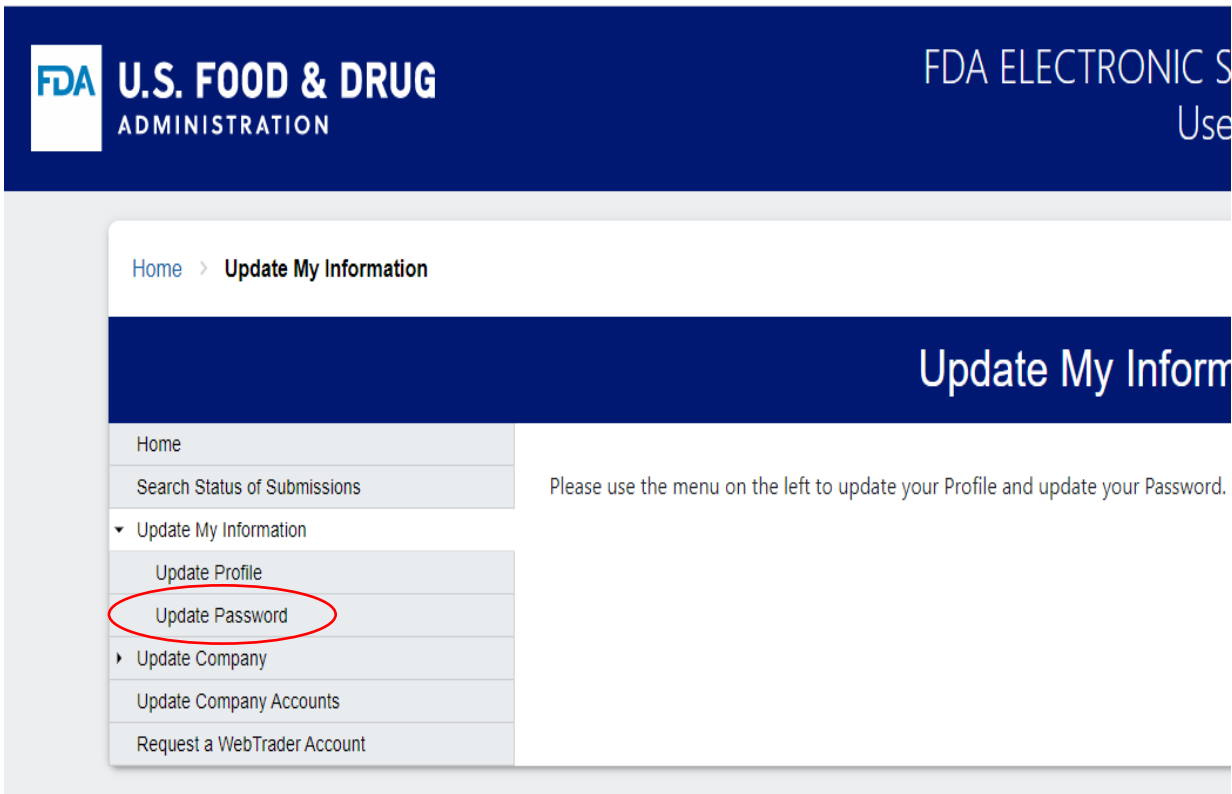 FDA U.S. FOOD & DRUG
ADMINISTRATION
FDA ELECTRONIC
Home > Update My Information
Update My
Home
Search Status of Submissions
Please use the menu on the left to update your Profile and update your Password.
Update My Information
Update Profile
Update Password
Update Company
Update Company Accounts
Request a WebTrader Account